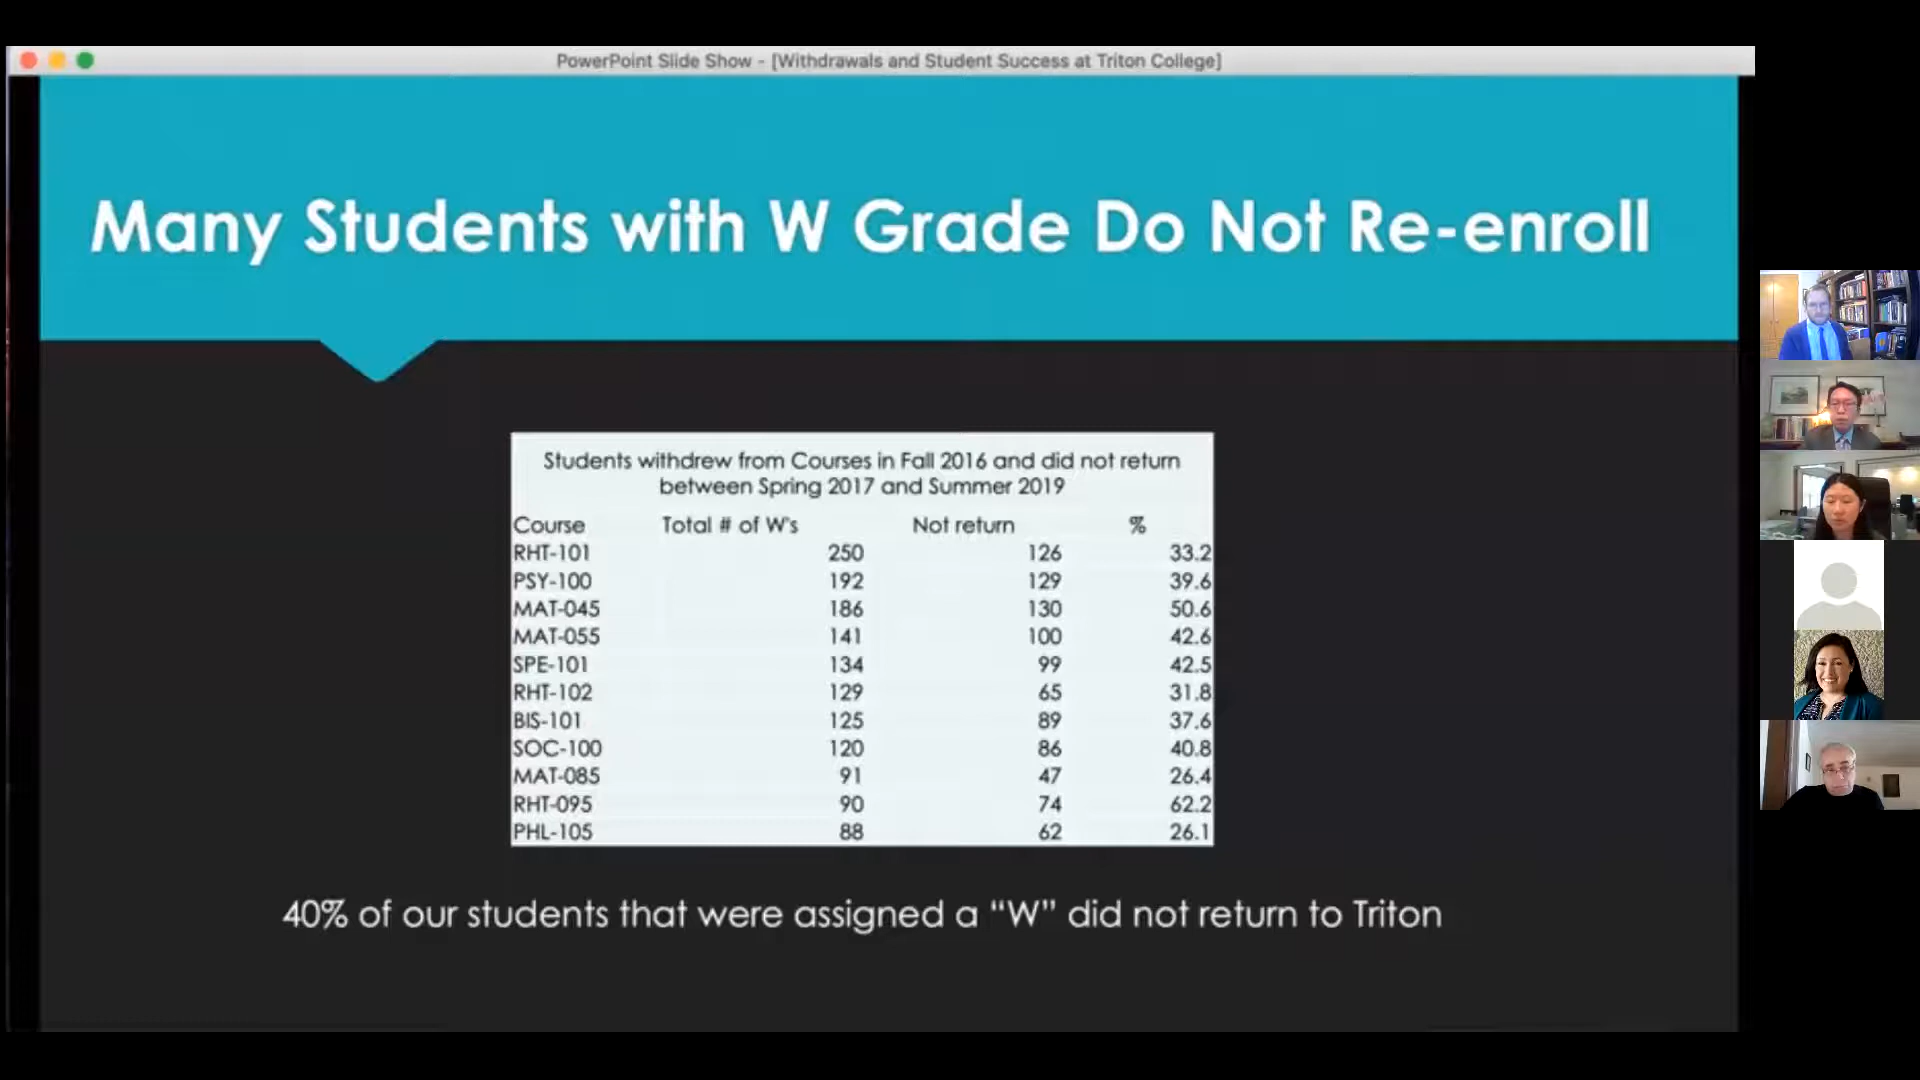 PowerPoint Slide Show - [Withdrawals and Student Success at Triton College]
Many Students with W Grade Do Not Re-enroll
Students withdrew from Courses in Fall 2016 and did not return
between Spring 2017 and Summer 2019
Course Total # of W's Not return %
RHT-101 250 126 33.2
PSY-100 192 129 39.6
MAT-045 186 130 50.6
MAT-055 141 100 42.6
SPE-101 134 99 42.5
RHT-102 129 65 31.8
BIS-101 125 89 37.6
SOC-100 120 86 40.8
MAT-085 91 47 26.4
RHT-095 90 74 62.2
PHL-105 88 62 26.1
40% of our students that were assigned a “W” did not return to Triton